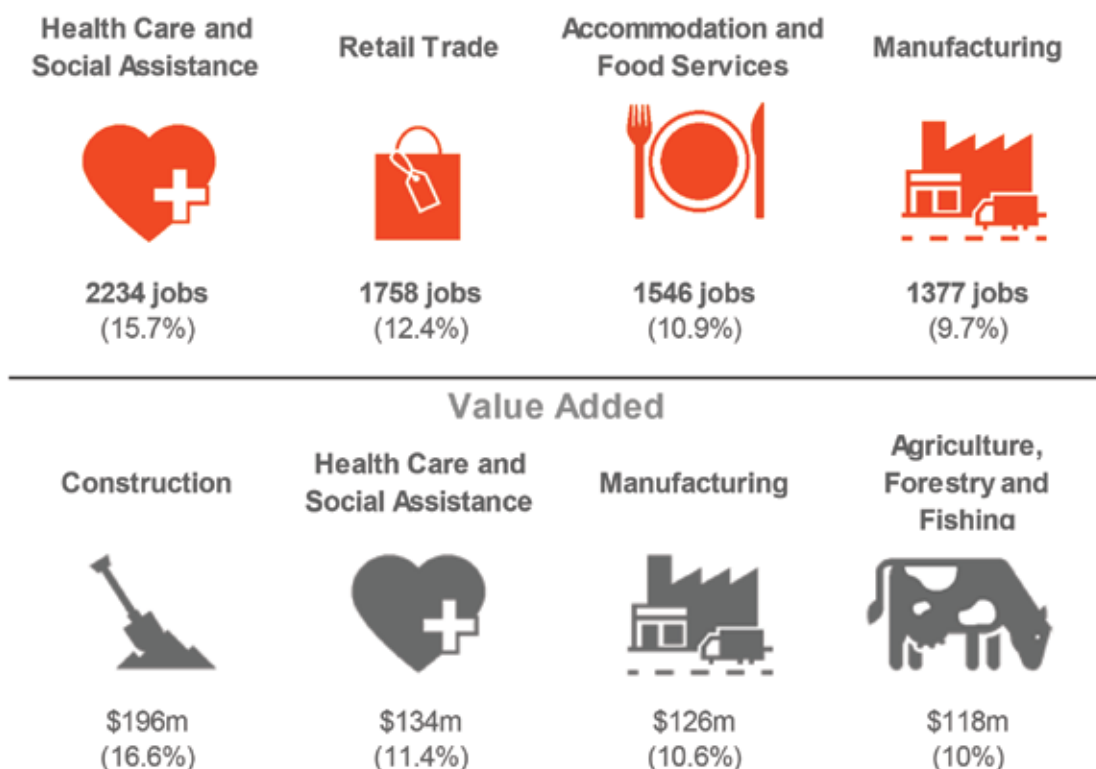 Health Care and
Social Assistance
Retail Trade
Accommodation and
Food Services
Manufacturing
2234 jobs
(15.7%)
1758 jobs
(12.4%)
1546 jobs
(10.9%)
1377 jobs
(9.7%)
Value Added
Construction
Health Care and
Social Assistance
Manufacturing
Agriculture,
Forestry and
Fishing
$196m
(16.6%)
$134m
(11.4%)
$126m
(10.6%)
$118m
(10%)